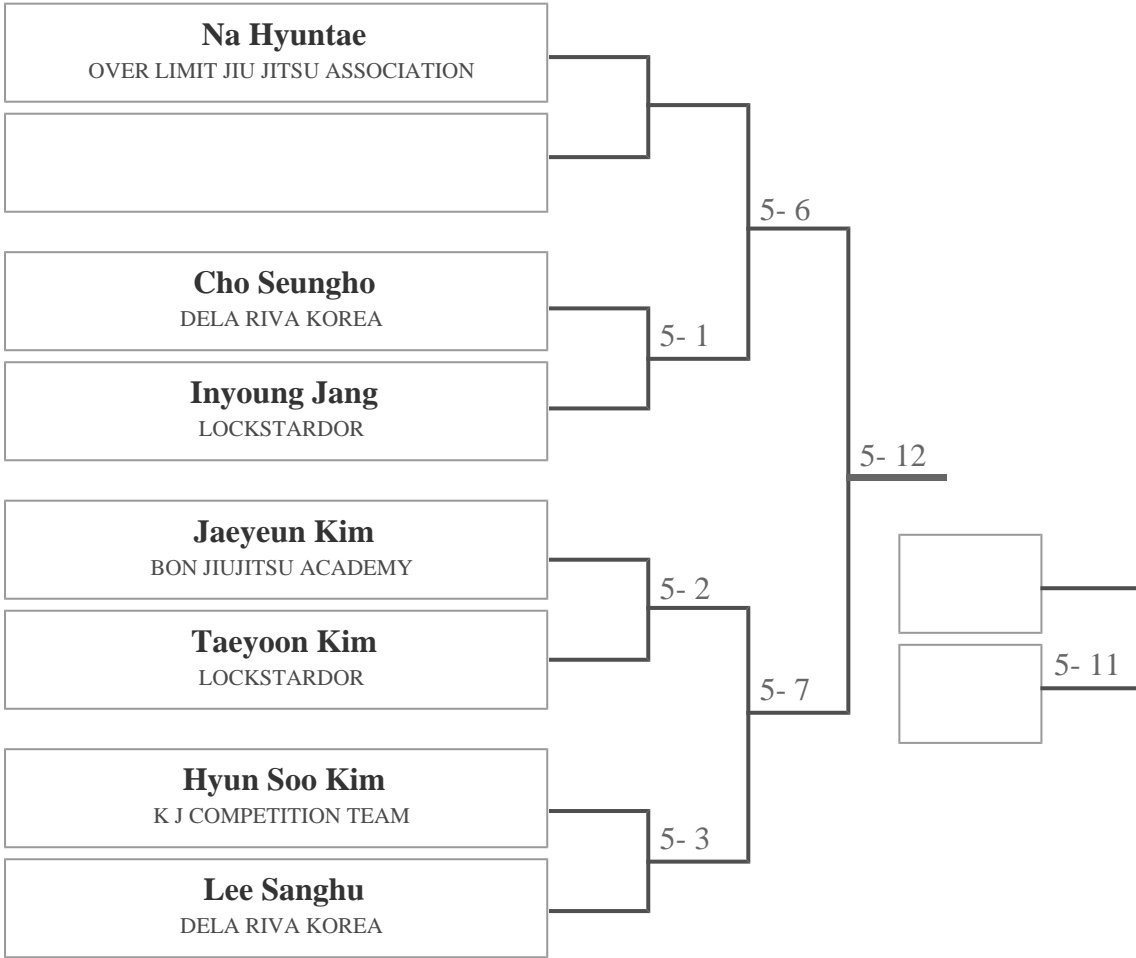 Na Hyuntae
OVER LIMIT JIU JITSU ASSOCIATION
5- 6
Cho Seungho
DELA RIVA KOREA
5- 1
Inyoung Jang
LOCKSTARDOR
5- 12
Jaeyeun Kim
BON JIUJITSU ACADEMY
5- 2
Taeyoon Kim
LOCKSTARDOR
5- 11
5- 7
Hyun Soo Kim
K J COMPETITION TEAM
5- 3
Lee Sanghu
DELA RIVA KOREA